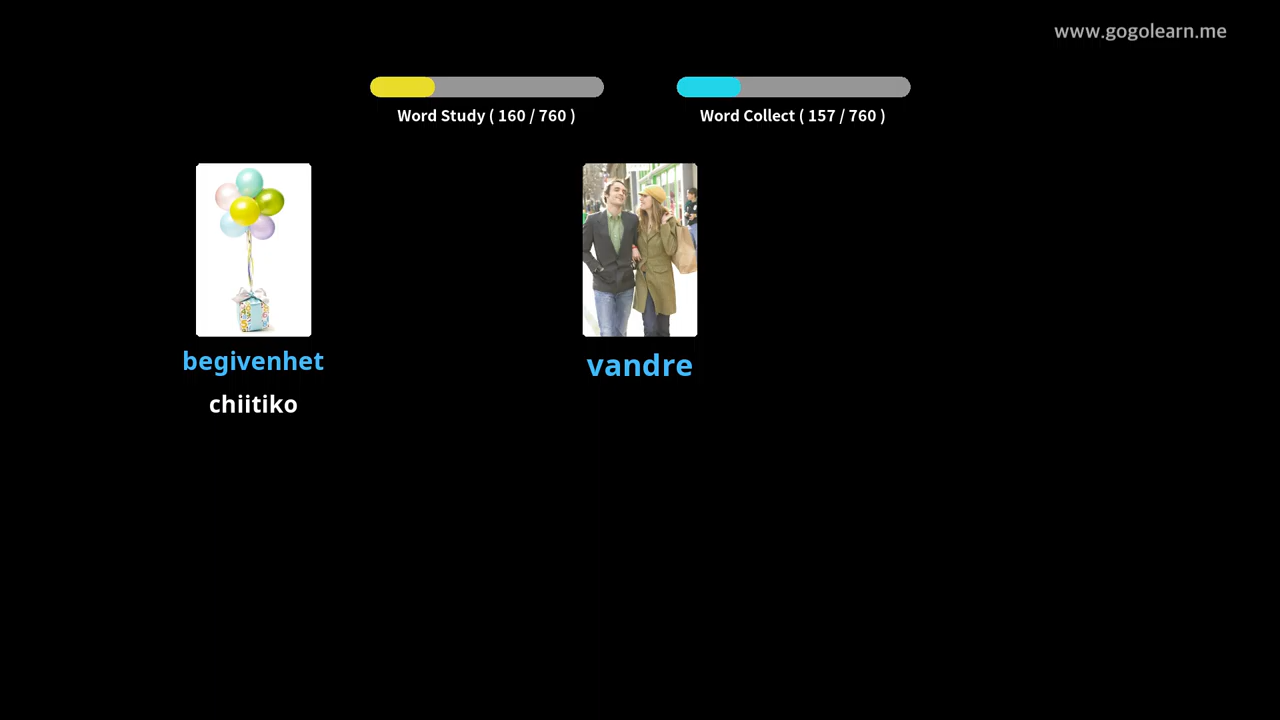 www.gogolearn.me
Word Study ( 160 / 760 )
Word Collect ( 157 / 760 )
begivenhet
chiitiko
vandre